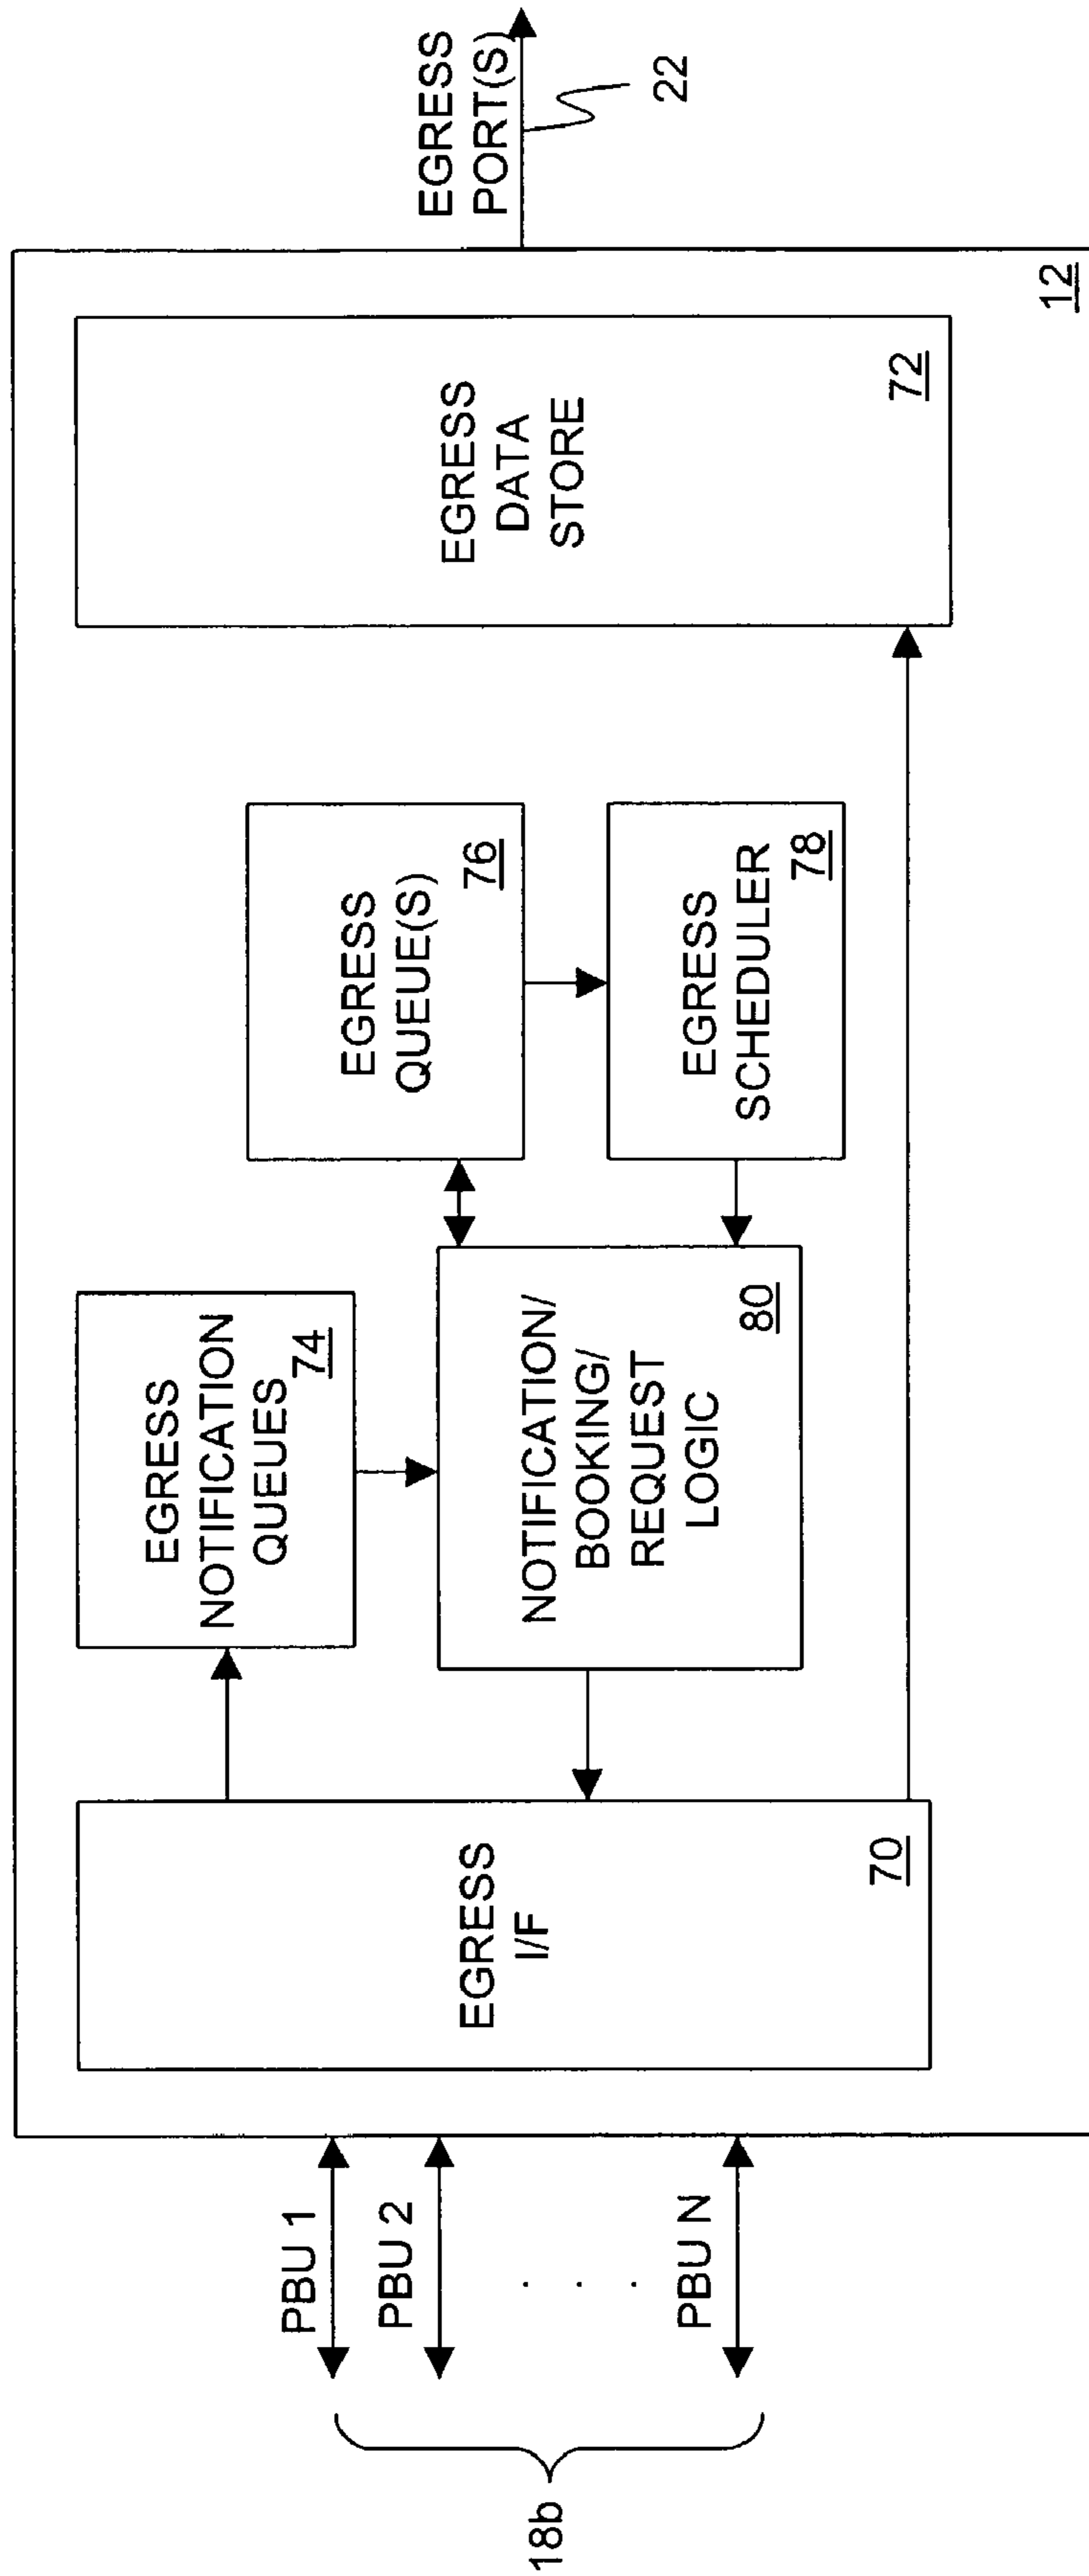 18b
PBU 1
PBU 2
. . .
PBU N
EGRESS
I/F
70
EGRESS
NOTIFICATION
QUEUES
74
NOTIFICATION/
BOOKING/
REQUEST
LOGIC
80
EGRESS
QUEUE(S)
76
EGRESS
SCHEDULER
78
EGRESS
DATA
STORE
72
12
EGRESS
PORT(S)
22